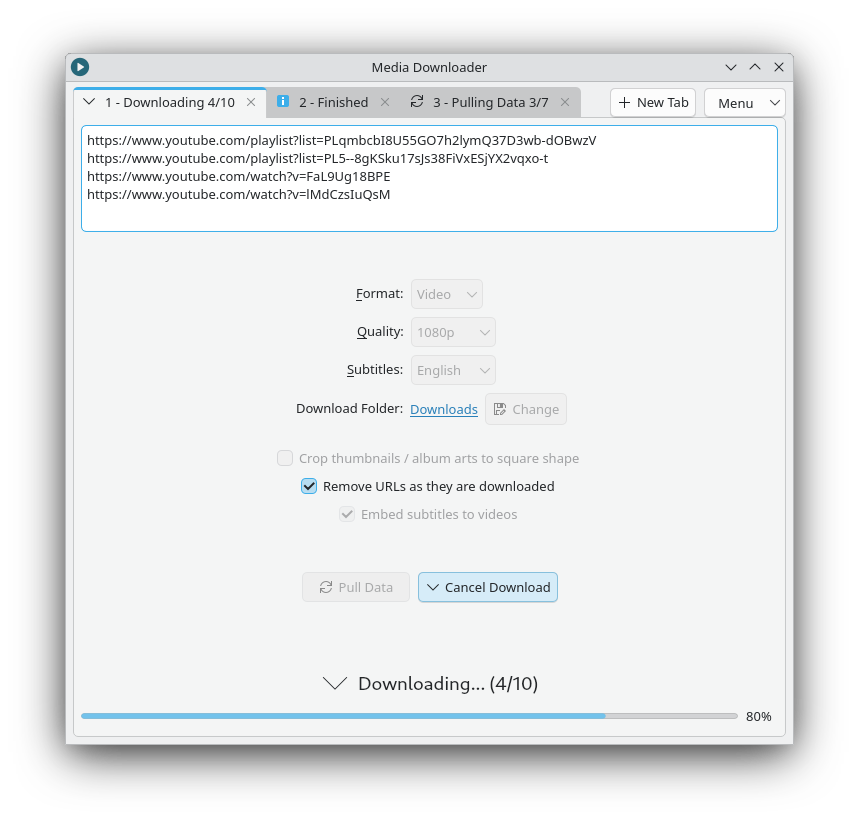 Media Downloader
1 - Downloading 4/10
2 - Finished
3 - Pulling Data 3/7
New Tab
Menu
https://www.youtube.com/playlist?list=PLqmbcbI8U55GO7h2lymQ37D3wb-dOBwzV
https://www.youtube.com/playlist?list=PL5--8gKSku17sJs38FiVxESjYX2vqxo-t
https://www.youtube.com/watch?v=FaL9Ug18BPE
https://www.youtube.com/watch?v=lMdCzsIuQsM
Format: Video
Quality: 1080p
Subtitles: English
Download Folder: Downloads Change
Crop thumbnails / album arts to square shape
Remove URLs as they are downloaded
Embed subtitles to videos
Pull Data Cancel Download
Downloading... (4/10)
80%